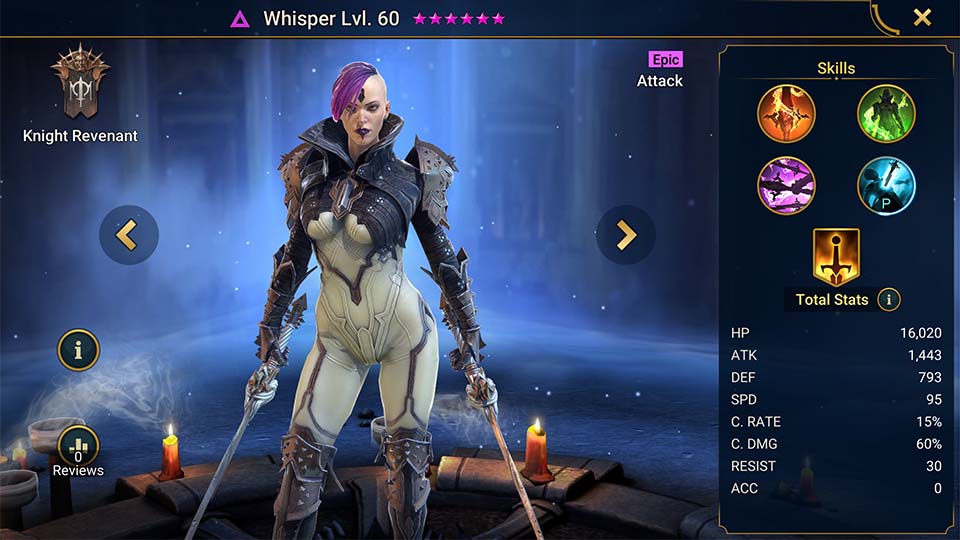 Whisper Lvl. 60
Epic
Attack
Knight Revenant
0
Reviews
Skills
P
Total Stats
i
i
HP 16,020
ATK 1,443
DEF 793
SPD 95
C. RATE 15%
C. DMG 60%
RESIST 30
ACC 0